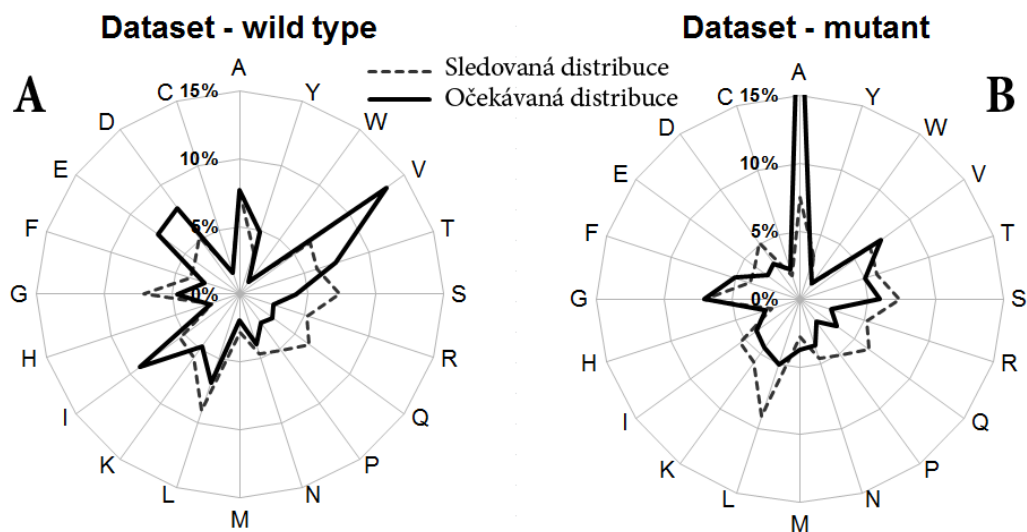 Dataset - wild type
Dataset - mutant
A
B
Sledovaná distribuce
Očekávaná distribuce
A
Y
W
V
T
S
R
Q
P
N
M
L
K
I
H
G
F
E
D
C
15%
10%
5%
0%
A
Y
W
V
T
S
R
Q
P
N
M
L
K
I
H
G
F
E
D
C
15%
10%
5%
0%